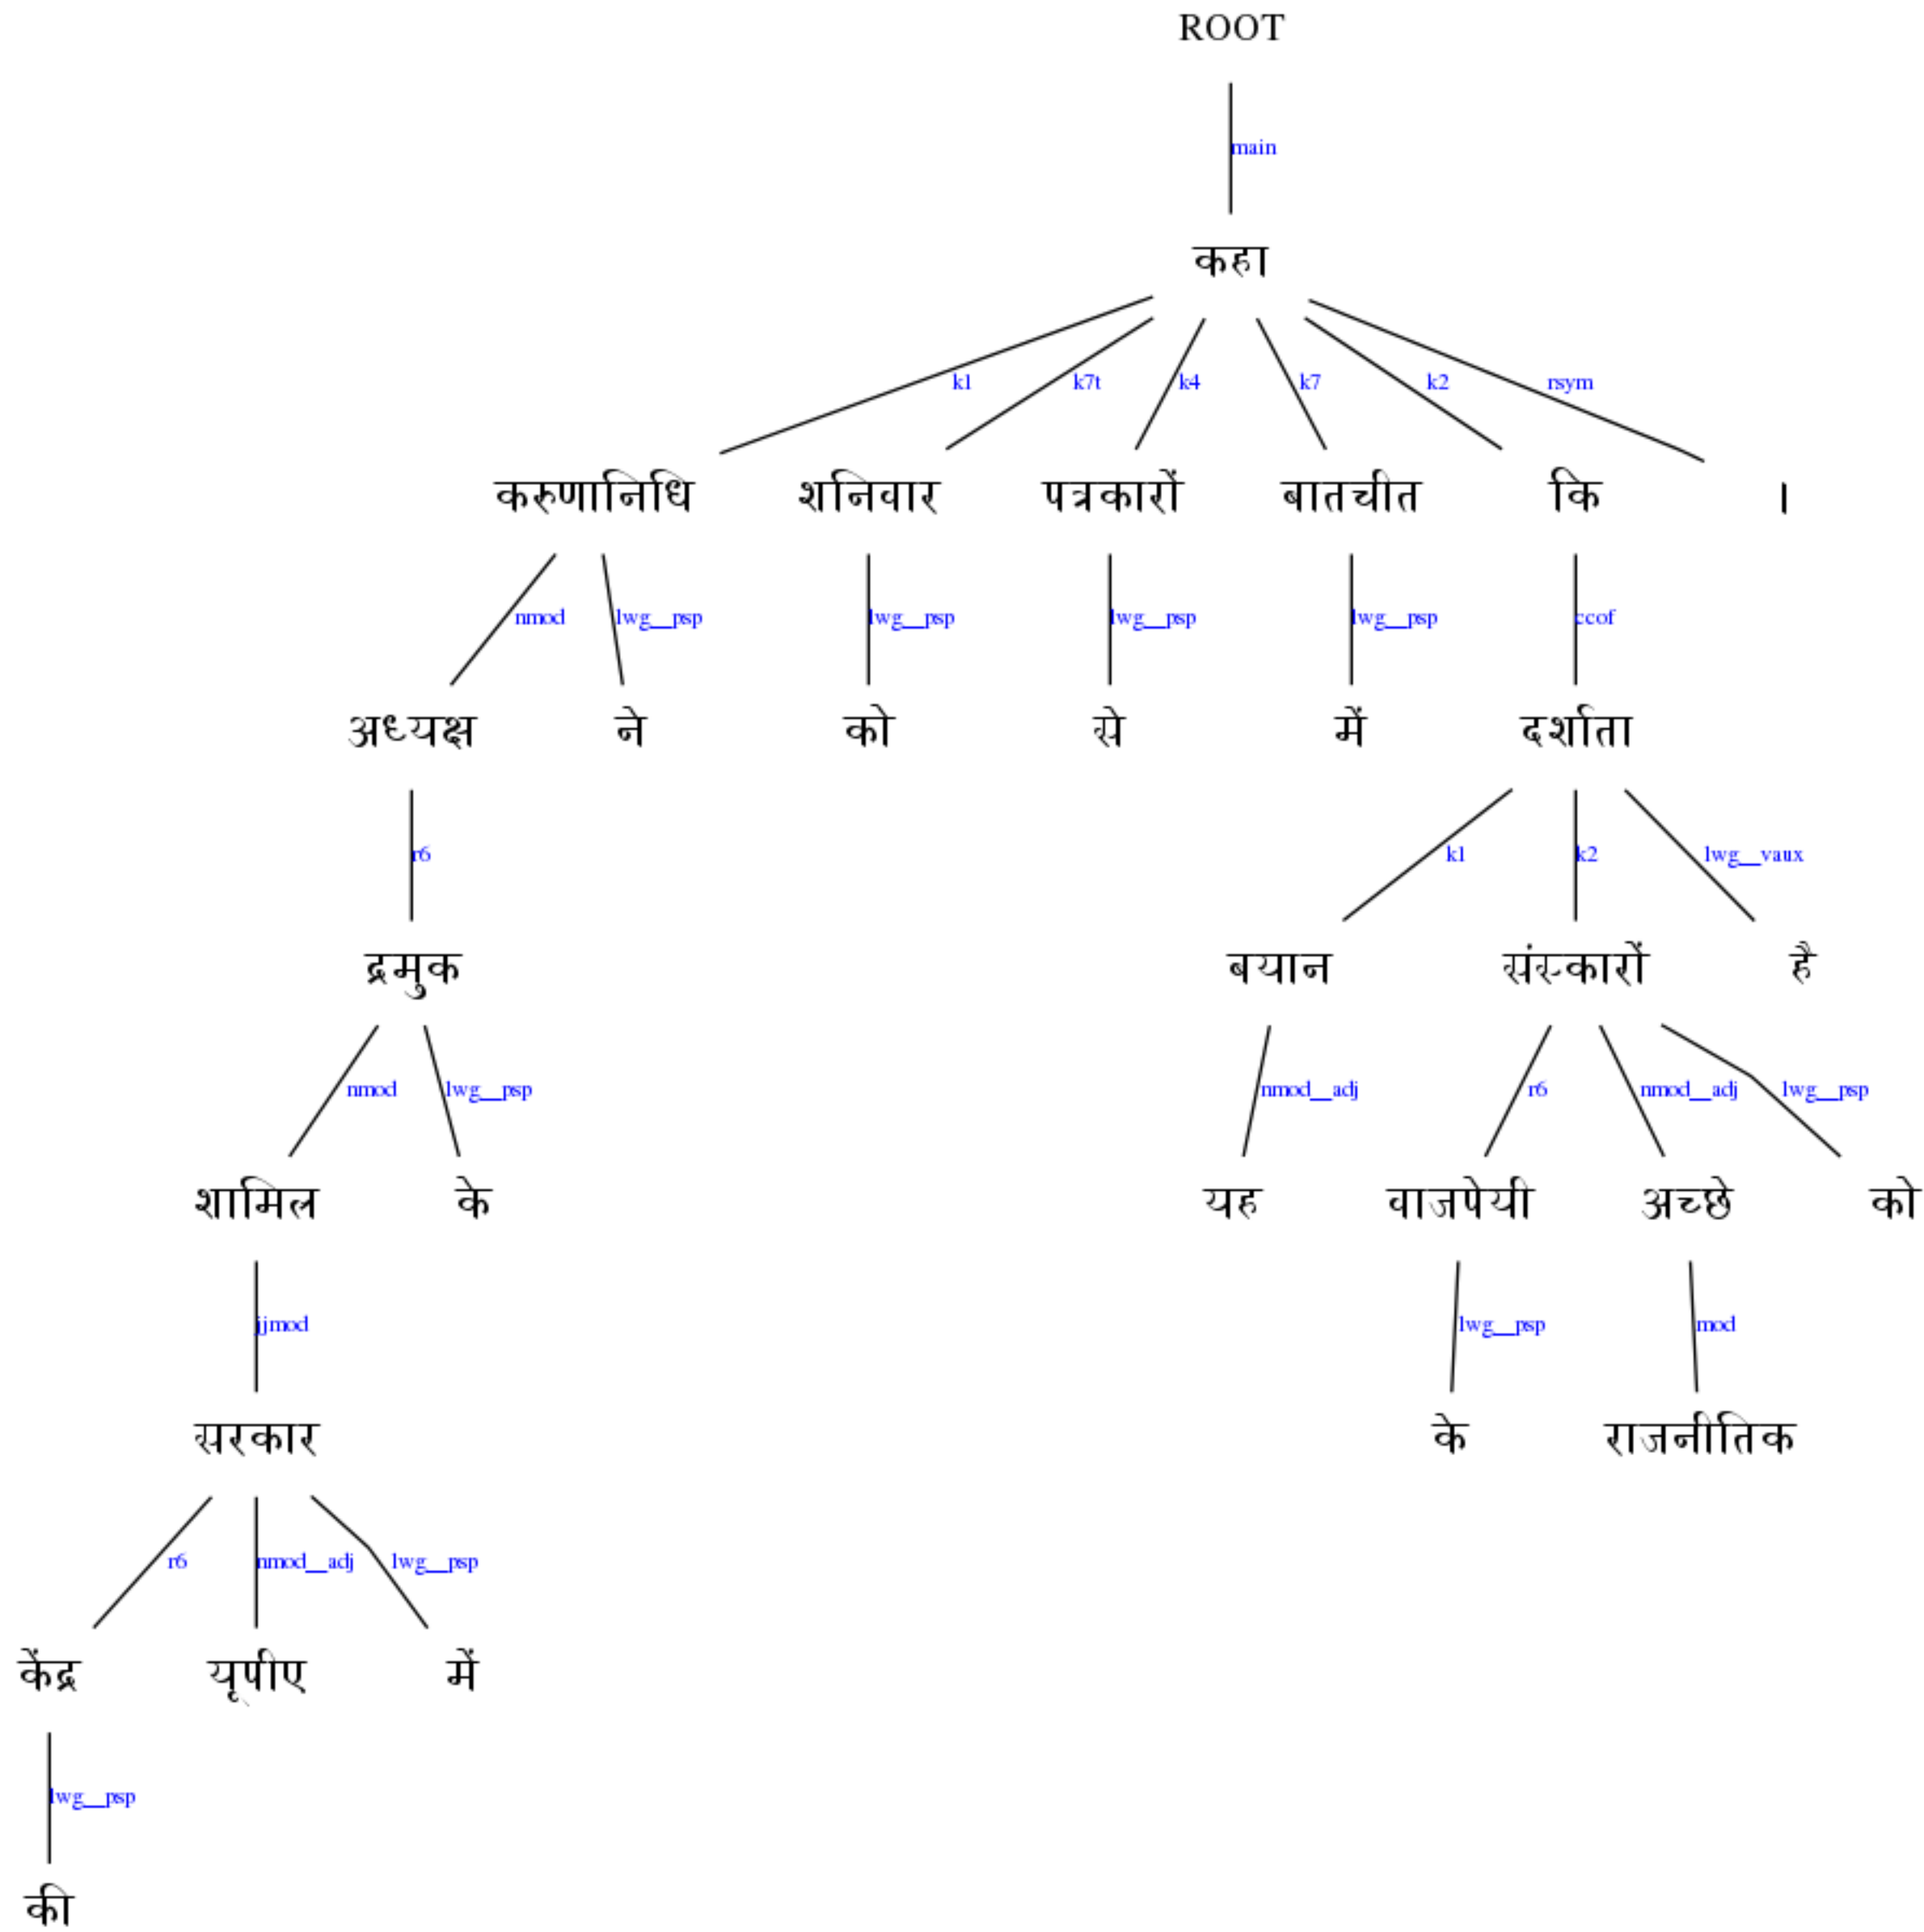 ROOT
main
कहा
k1 k7t k4 k7 k2 rsym
करुणानिधि शनिवार पत्रकारों बातचीत कि ।
nmod lwg__psp lwg__psp lwg__psp lwg__psp ccof
अध्यक्ष ने को से में दर्शाता
r6 k1 k2 lwg__vaux
द्रमुक बयान संस्कारों है
nmod lwg__psp nmod__adj r6 nmod__adj lwg__psp
शामिल के यह वाजपेयी अच्छे को
jjmod lwg__psp mod
सरकार के राजनीतिक
r6 nmod__adj lwg__psp
केंद्र यूपीए में
lwg__psp
की